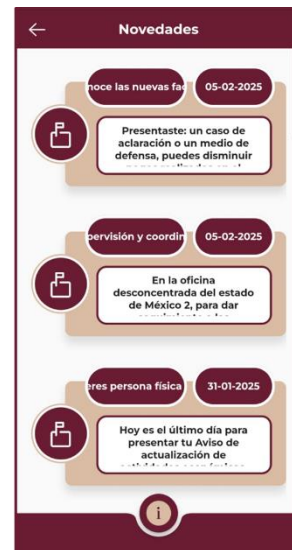 Novedades
noce las nuevas fac
05-02-2025
Presentaste: un caso de
aclaración o un medio de
defensa, puedes disminuir
pervisión y coordin
05-02-2025
En la oficina
desconcentrada del estado
de México 2, para dar
eres persona física
31-01-2025
Hoy es el último día para
presentar tu Aviso de
actualización de
i